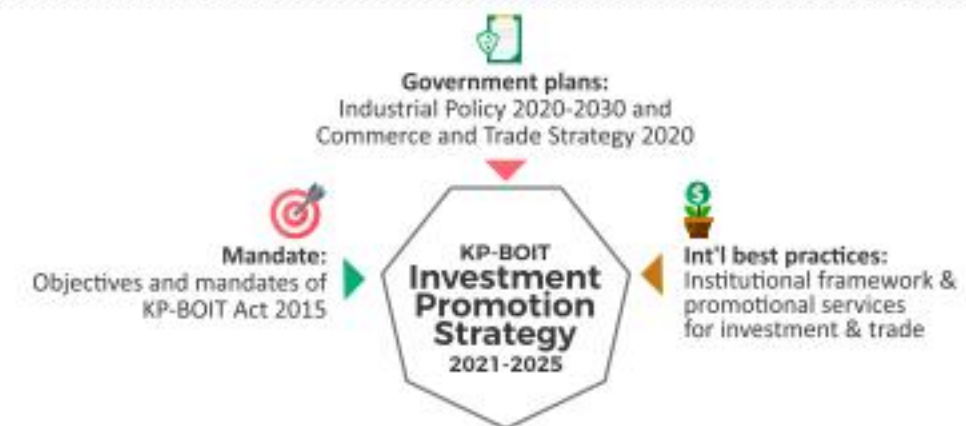 Government plans:
Industrial Policy 2020-2030 and
Commerce and Trade Strategy 2020
Mandate:
Objectives and mandates of
KP-BOIT Act 2015
KP-BOIT
Investment
Promotion
Strategy
2021-2025
Int'l best practices:
Institutional framework &
promotional services
for investment & trade